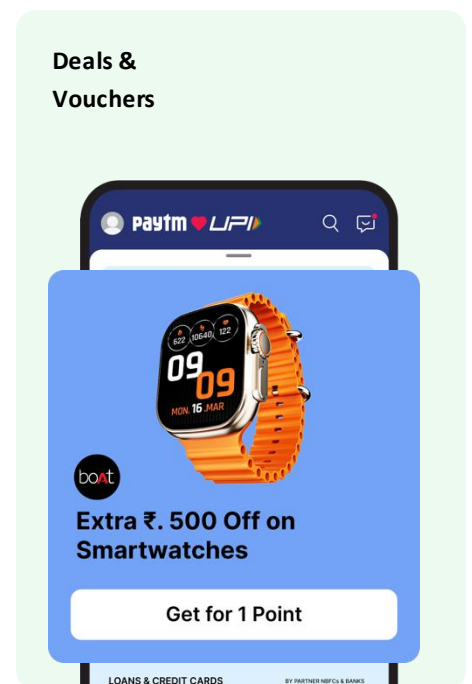 Deals &
Vouchers
paytm UPI
622 10640 122
09
09
MON. 16 .MAR
boAt
Extra ₹. 500 Off on
Smartwatches
Get for 1 Point
LOANS & CREDIT CARDS BY PARTNER NBFCs & BANKS